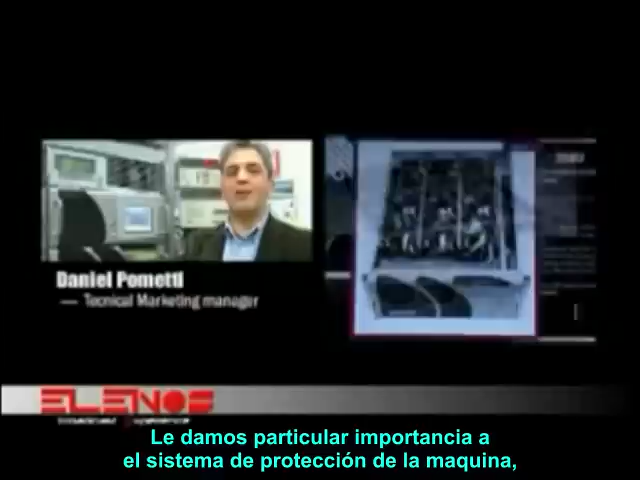 Daniel Pometti
— Tecnical Marketing manager
ELENOS
Le damos particular importancia a
el sistema de protección de la maquina,